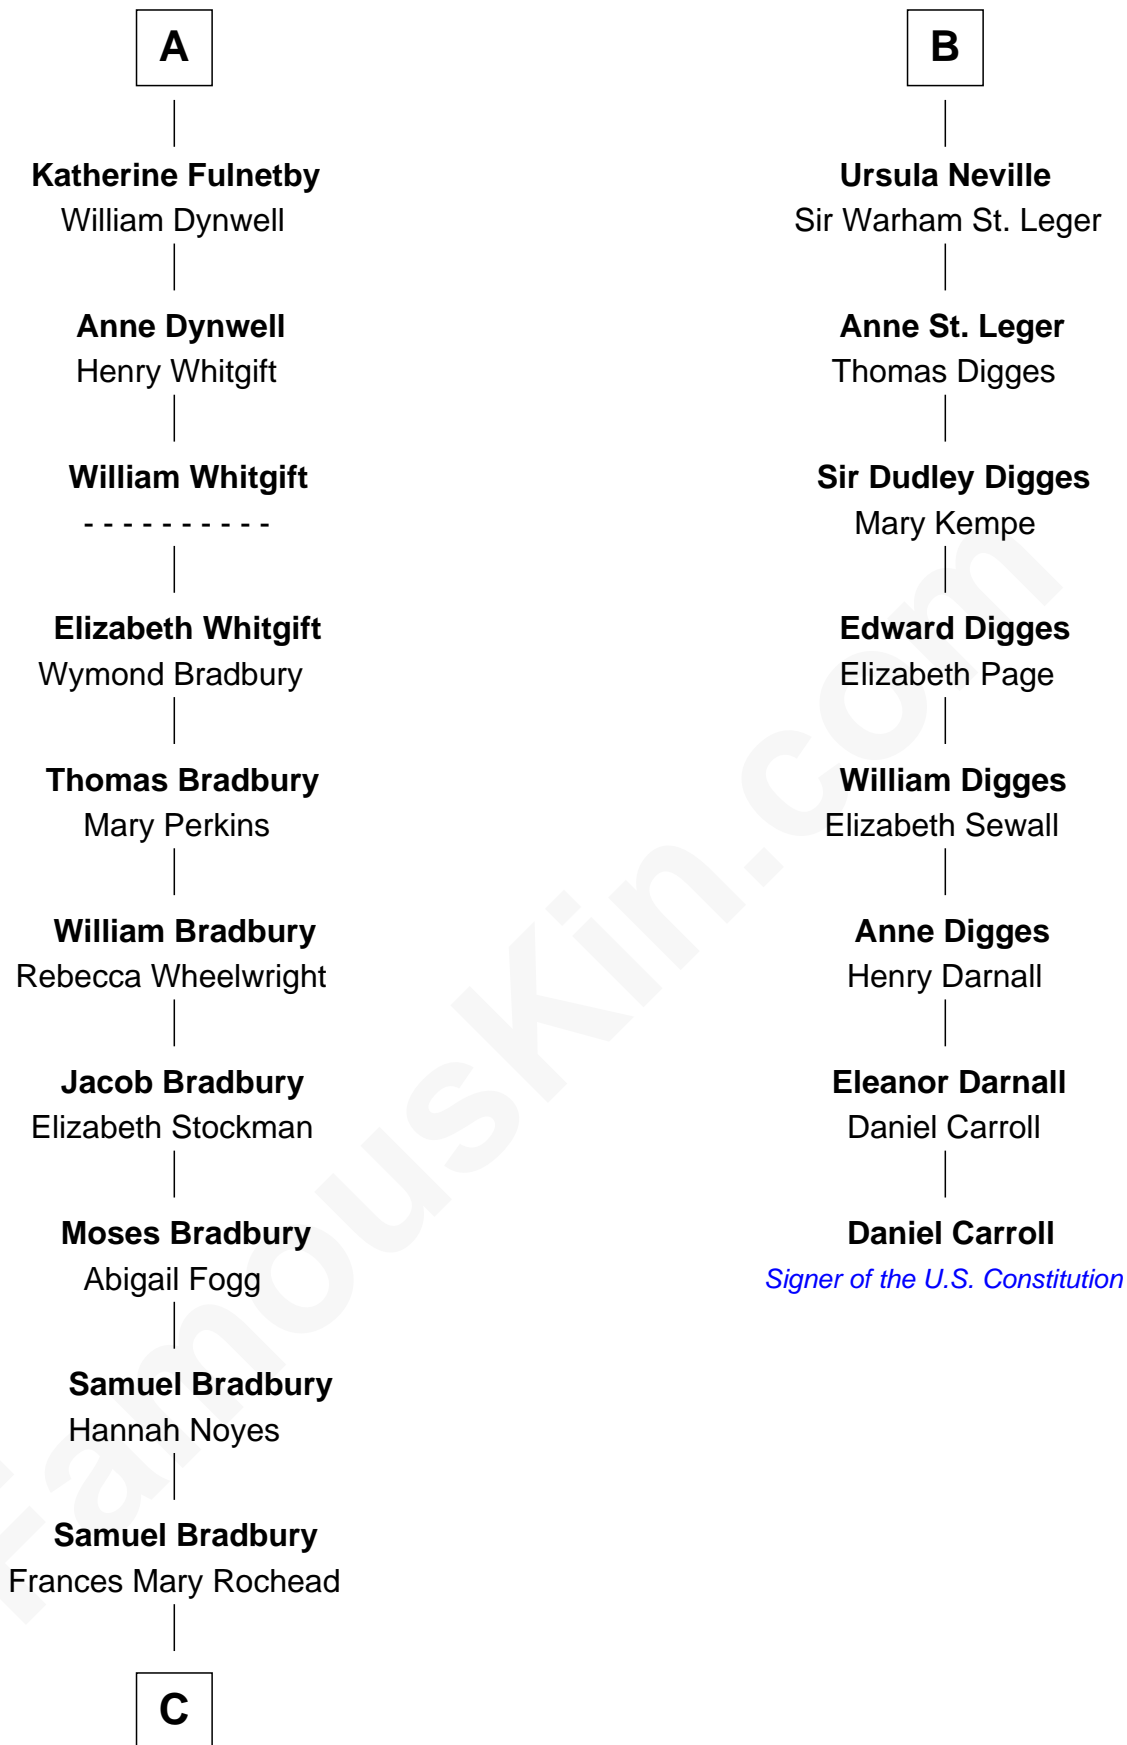 A
Katherine Fulnetby
William Dynwell
Anne Dynwell
Henry Whitgift
William Whitgift
- - - - - - - - - -
Elizabeth Whitgift
Wymond Bradbury
Thomas Bradbury
Mary Perkins
William Bradbury
Rebecca Wheelwright
Jacob Bradbury
Elizabeth Stockman
Moses Bradbury
Abigail Fogg
Samuel Bradbury
Hannah Noyes
Samuel Bradbury
Frances Mary Rochead
C
B
Ursula Neville
Sir Warham St. Leger
Anne St. Leger
Thomas Digges
Sir Dudley Digges
Mary Kempe
Edward Digges
Elizabeth Page
William Digges
Elizabeth Sewall
Anne Digges
Henry Darnall
Eleanor Darnall
Daniel Carroll
Daniel Carroll
Signer of the U.S. Constitution
FamousKin.com